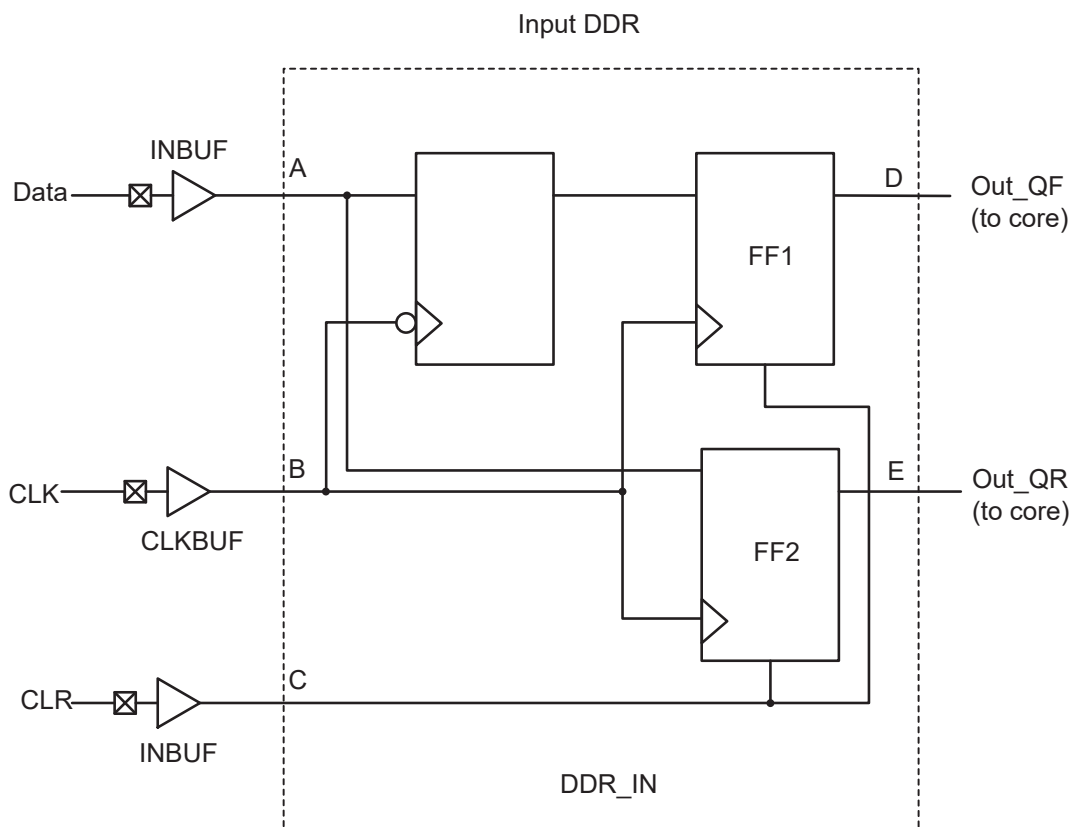 Input DDR
INBUF
A
Data
D
Out_QF
(to core)
FF1
B
CLK
CLKBUF
E
Out_QR
(to core)
FF2
C
CLR
INBUF
DDR_IN